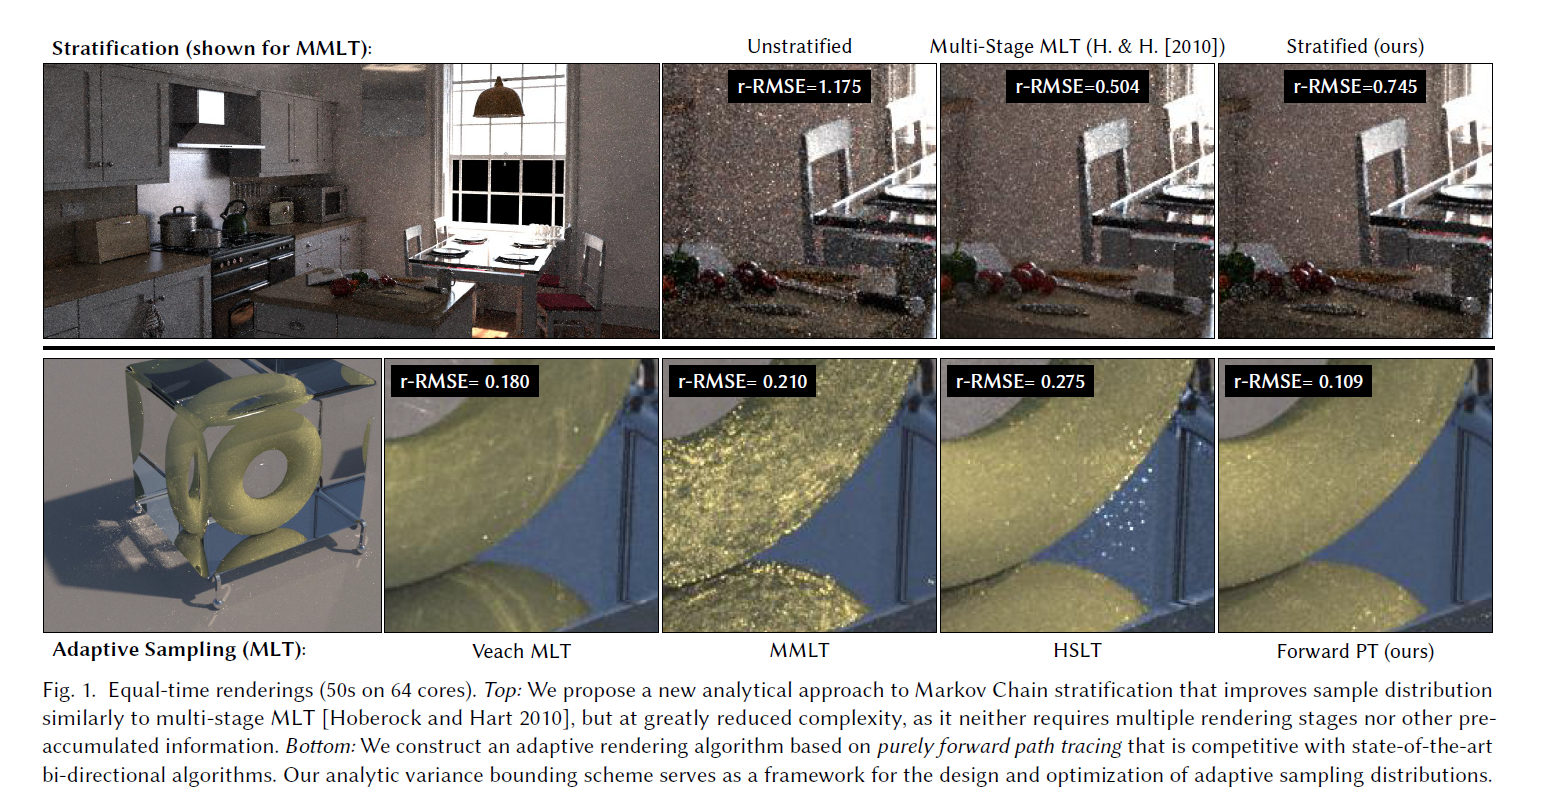 Stratification (shown for MMLT):
Unstratified
Multi-Stage MLT (H. & H. [2010])
Stratified (ours)
r-RMSE=1.175
r-RMSE=0.504
r-RMSE=0.745
r-RMSE= 0.180
r-RMSE= 0.210
r-RMSE= 0.275
r-RMSE= 0.109
Adaptive Sampling (MLT):
Veach MLT
MMLT
HSLT
Forward PT (ours)
Fig. 1. Equal-time renderings (50s on 64 cores). Top: We propose a new analytical approach to Markov Chain stratification that improves sample distribution
similarly to multi-stage MLT [Hoberock and Hart 2010], but at greatly reduced complexity, as it neither requires multiple rendering stages nor other pre-
accumulated information. Bottom: We construct an adaptive rendering algorithm based on purely forward path tracing that is competitive with state-of-the-art
bi-directional algorithms. Our analytic variance bounding scheme serves as a framework for the design and optimization of adaptive sampling distributions.